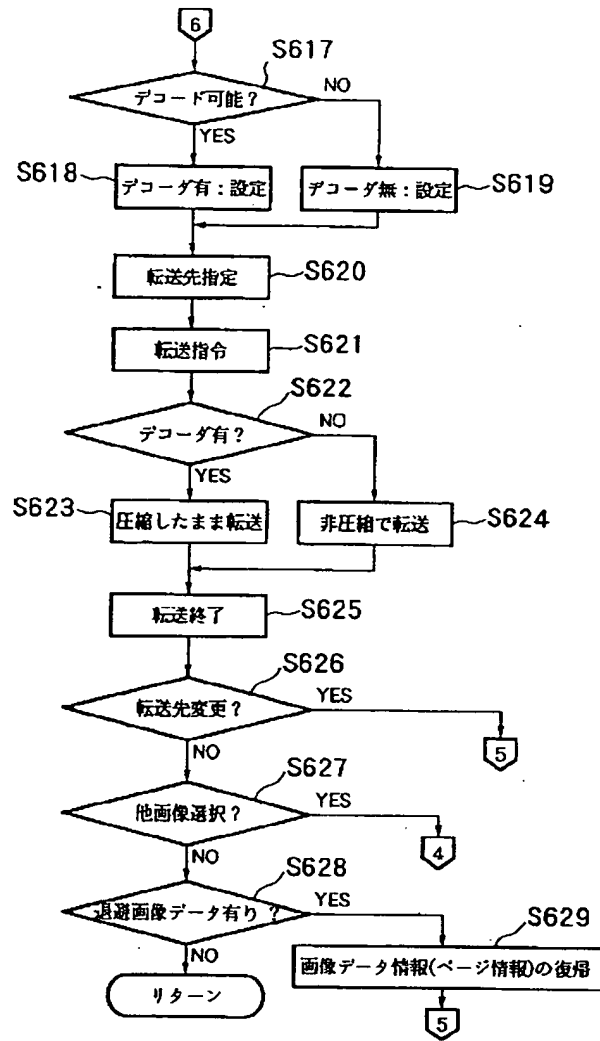 6
S617
デコード可能？
NO
YES
S618
デコーダ有：設定
デコーダ無：設定
S619
転送先指定
S620
転送指令
S621
S622
デコーダ有？
NO
YES
S623
圧縮したまま転送
非圧縮で転送
S624
転送終了
S625
S626
転送先変更？
YES
5
NO
S627
他画像選択？
YES
4
NO
S628
退避画像データ有り？
YES
S629
NO
画像データ情報(ページ情報)の復帰
リターン
5